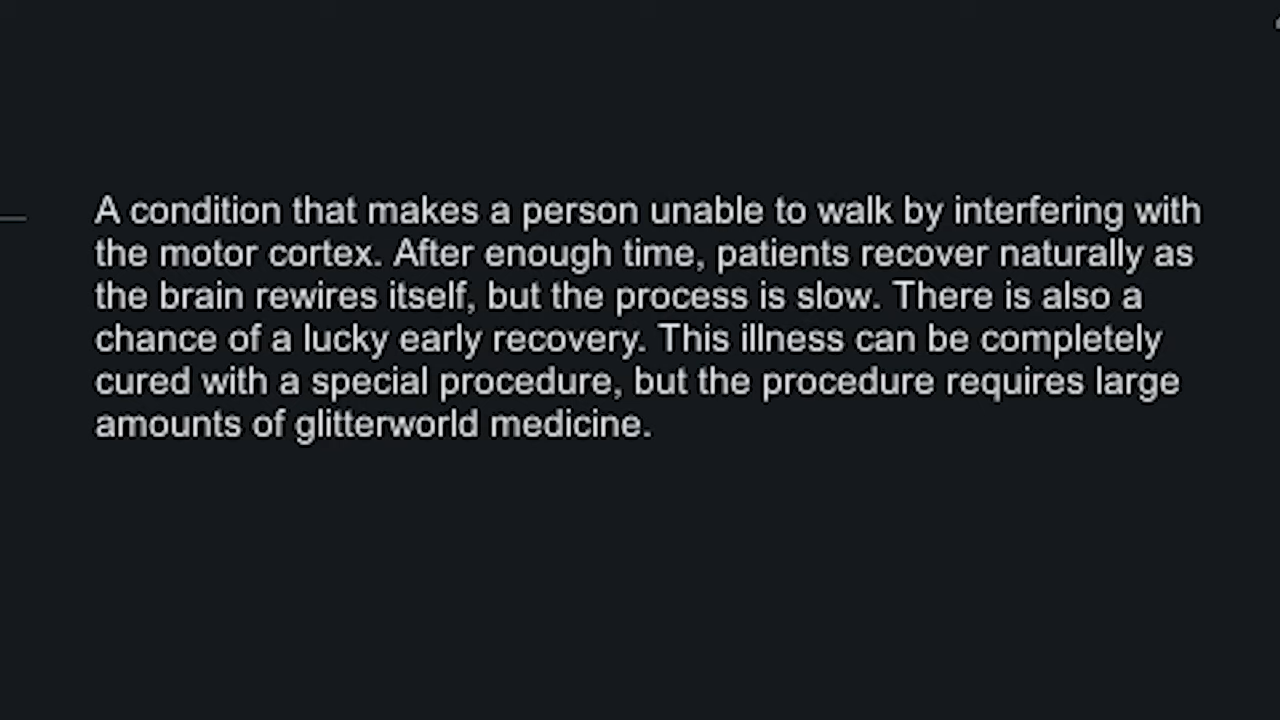 A condition that makes a person unable to walk by interfering with
the motor cortex. After enough time, patients recover naturally as
the brain rewires itself, but the process is slow. There is also a
chance of a lucky early recovery. This illness can be completely
cured with a special procedure, but the procedure requires large
amounts of glitterworld medicine.